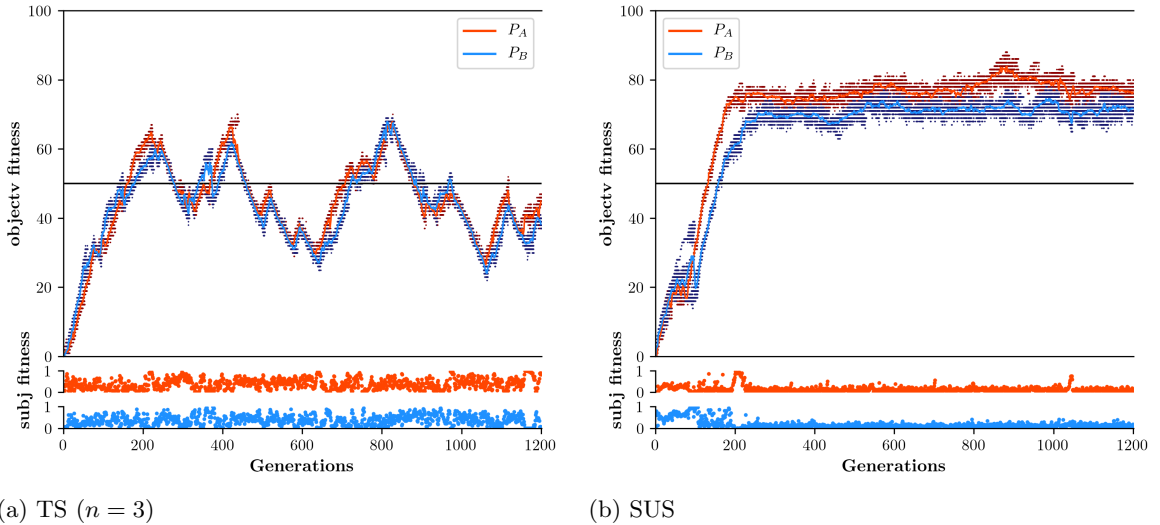 100
80
60
40
20
0
objectv fitness
P_A
P_B
1
0
1
0
subj fitness
0 200 400 600 800 1000 1200
Generations
(a) TS (n = 3)
100
80
60
40
20
0
objectv fitness
P_A
P_B
1
0
1
0
subj fitness
0 200 400 600 800 1000 1200
Generations
(b) SUS